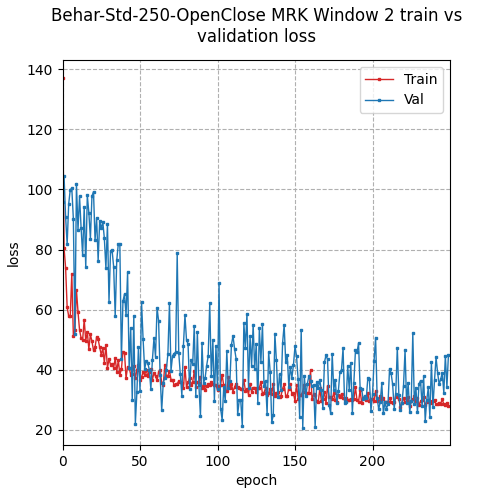 Behar-Std-250-OpenClose MRK Window 2 train vs
validation loss
Train
Val
140
120
100
80
60
40
20
loss
0
50
100
150
200
epoch